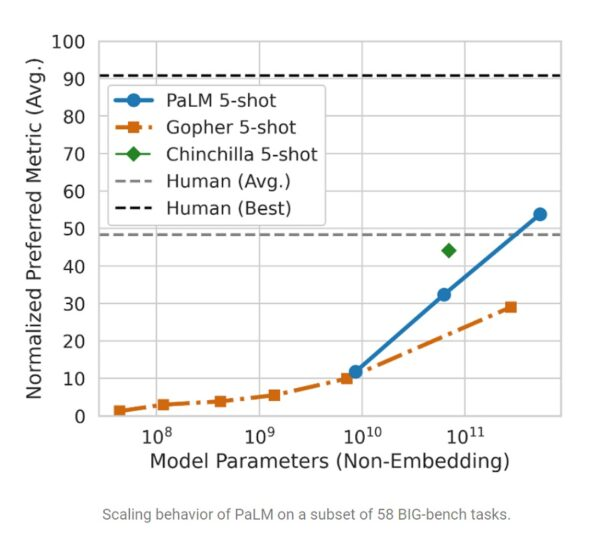 Normalized Preferred Metric (Avg.)
100
90
80
70
60
50
40
30
20
10
0
PaLM 5-shot
Gopher 5-shot
Chinchilla 5-shot
Human (Avg.)
Human (Best)
10⁸ 10⁹ 10¹⁰ 10¹¹
Model Parameters (Non-Embedding)
Scaling behavior of PaLM on a subset of 58 BIG-bench tasks.